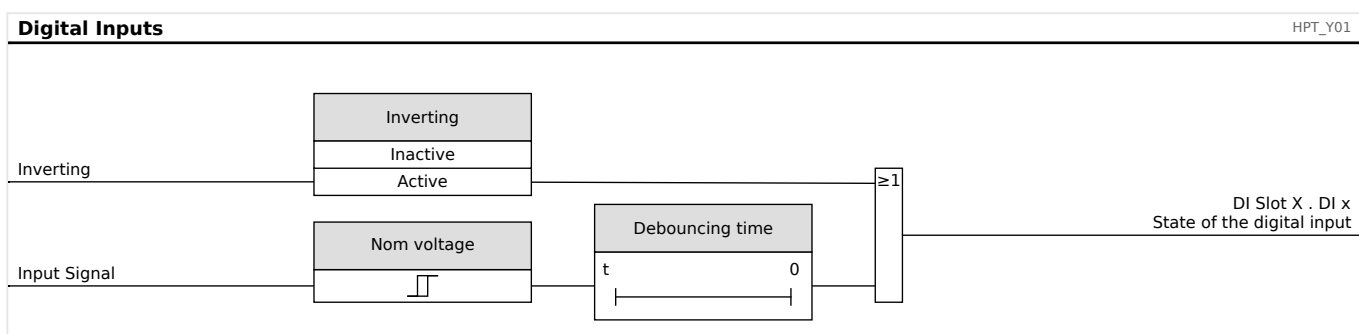 Digital Inputs
HPT_Y01
Inverting
Inactive
Inverting
Active
≥1
DI Slot X . DI x
State of the digital input
Debouncing time
Nom voltage
Input Signal
t 0